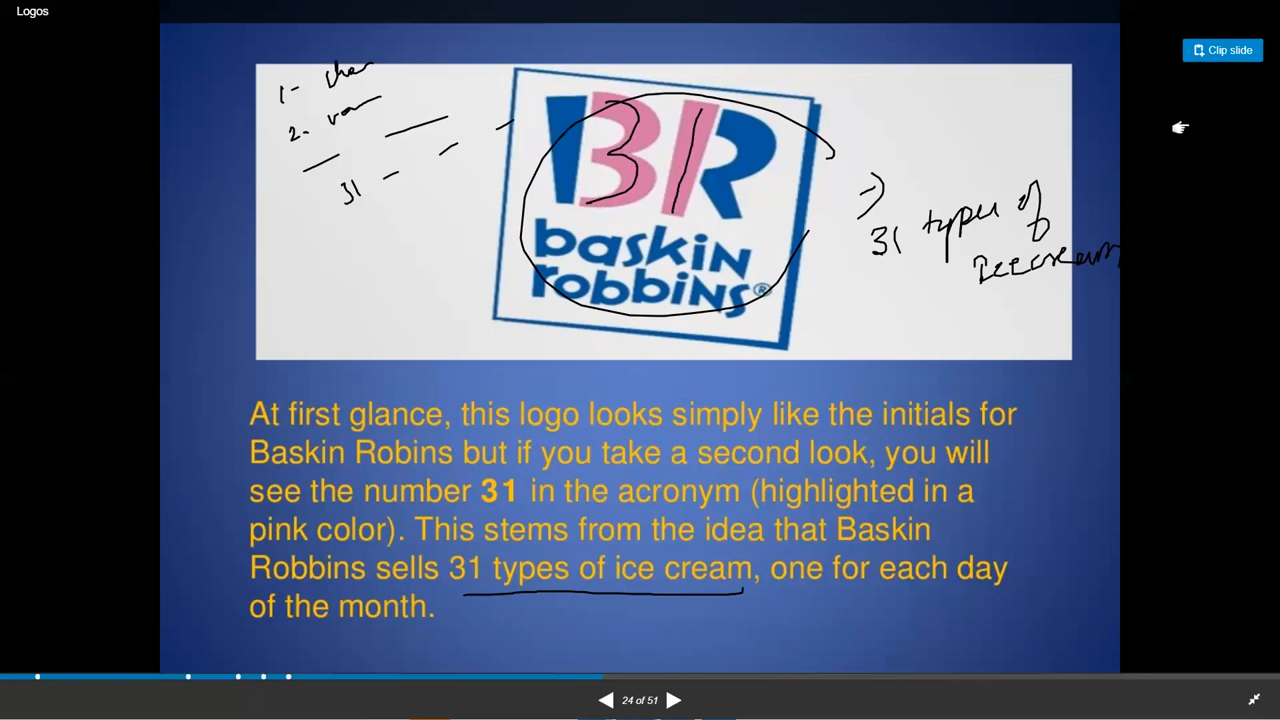 Logos
Clip slide
1-
2-
31 -
BR
baskin
robbins®
⇒
31 types of
Icecream
At first glance, this logo looks simply like the initials for
Baskin Robins but if you take a second look, you will
see the number 31 in the acronym (highlighted in a
pink color). This stems from the idea that Baskin
Robbins sells 31 types of ice cream, one for each day
of the month.
24 of 51